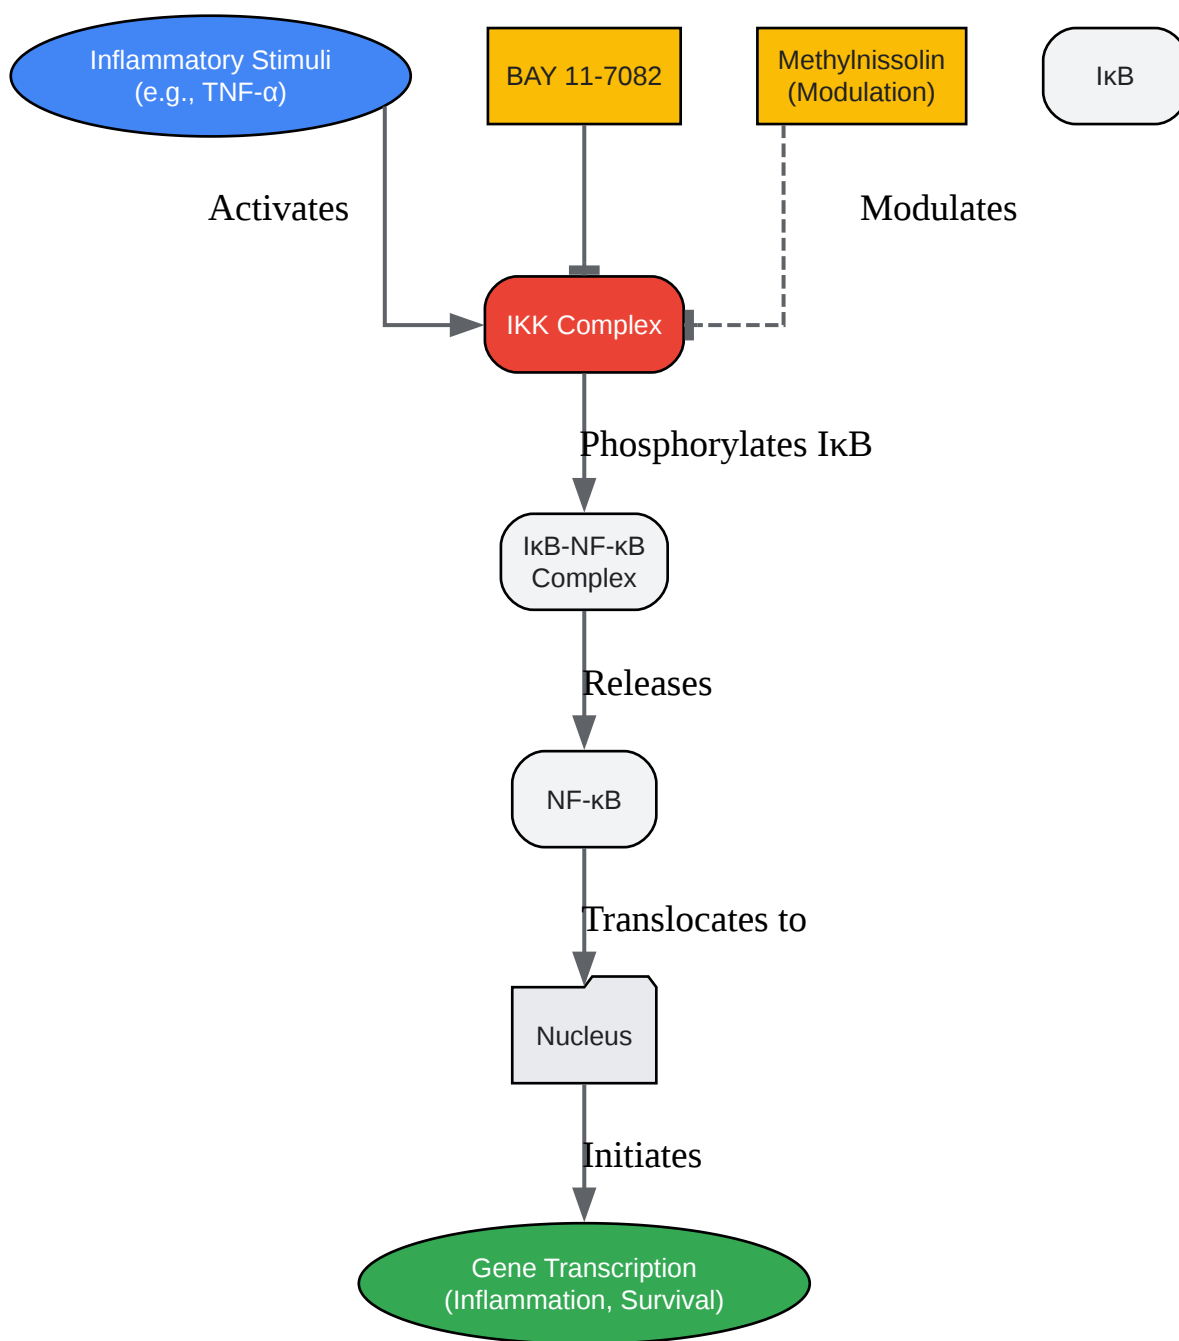 Inflammatory Stimuli
(e.g., TNF-α)
BAY 11-7082
Methylnissolin
(Modulation)
IκB
Activates
Modulates
IKK Complex
Phosphorylates IκB
IκB-NF-κB
Complex
Releases
NF-κB
Translocates to
Nucleus
Initiates
Gene Transcription
(Inflammation, Survival)